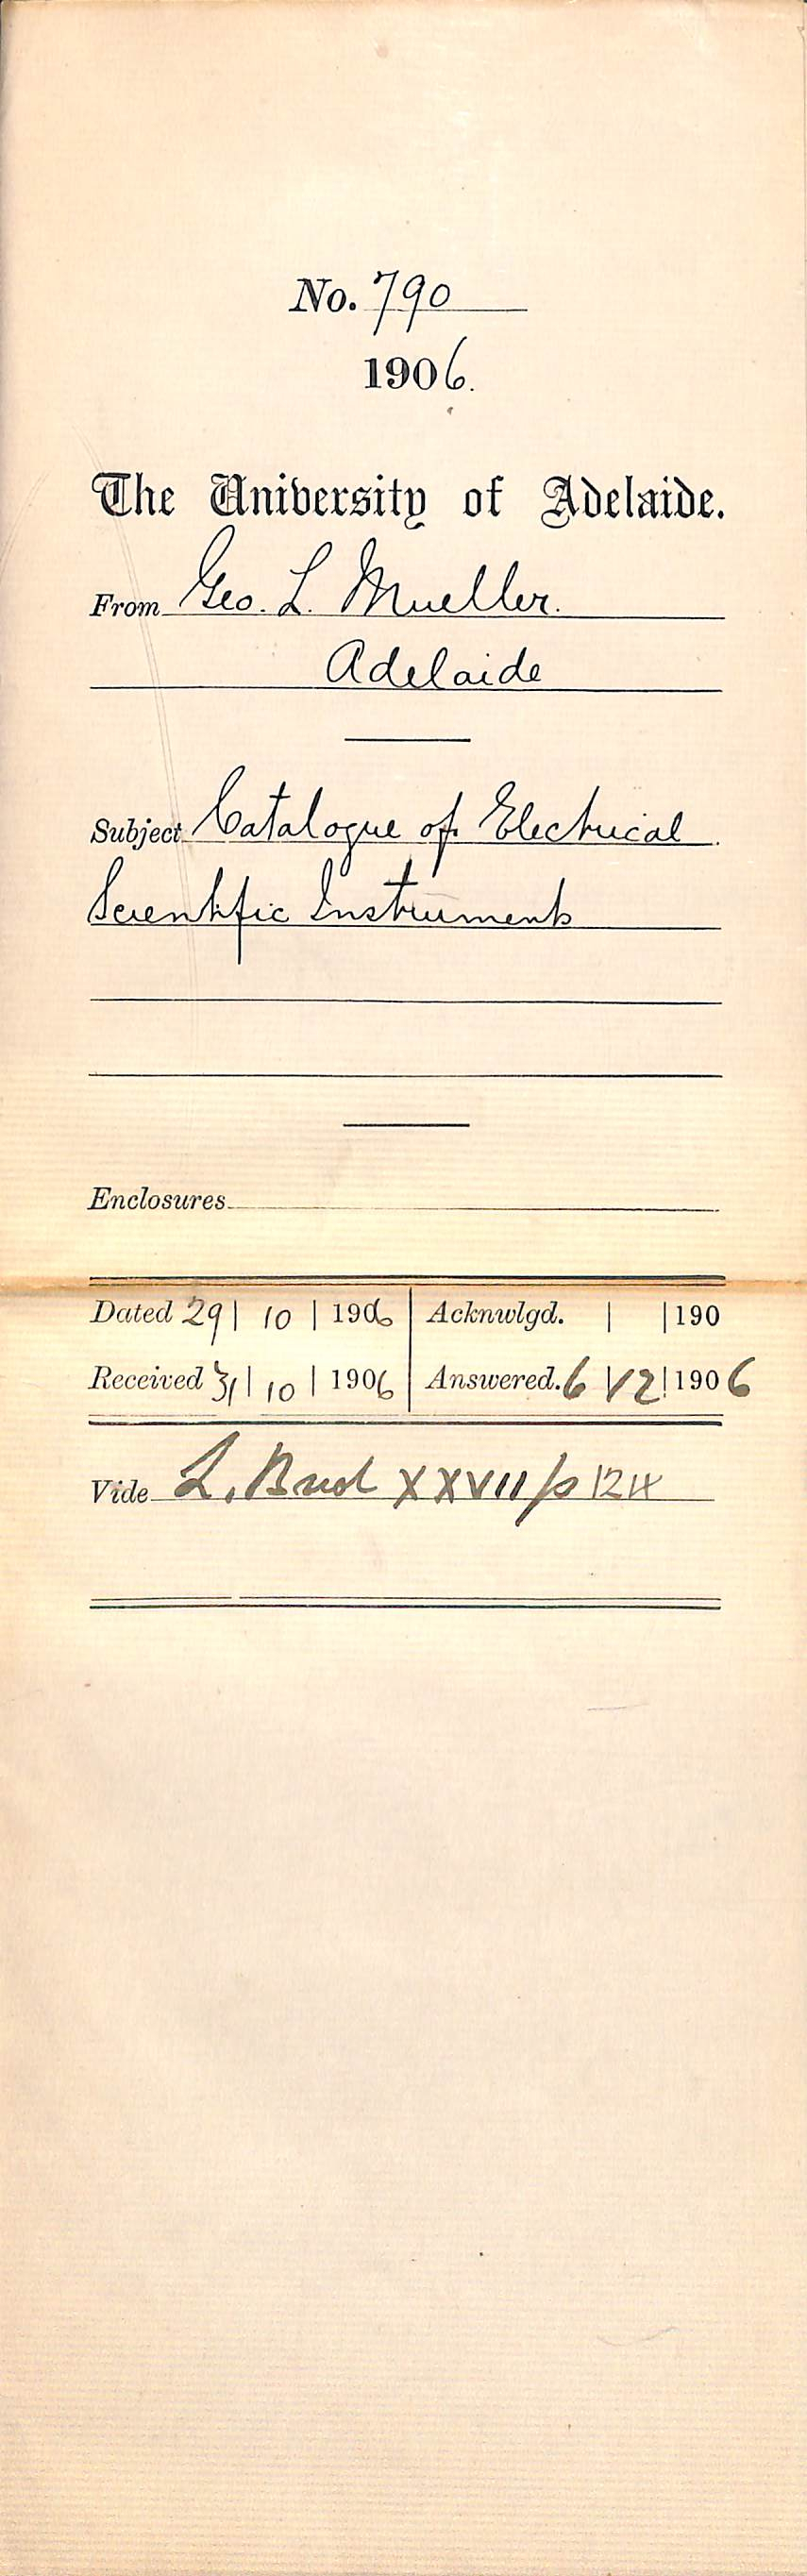 No. 790
1906.
The University of Adelaide.
From Geo. L. Mueller.
Adelaide
Subject Catalogue of Electrical
Scientific Instruments
Enclosures
Dated 29 | 10 | 1906 Acknwlgd. | | 190
Received 31 | 10 | 1906 Answered. 6 | 12 | 1906
Vide L. XXVII p 124